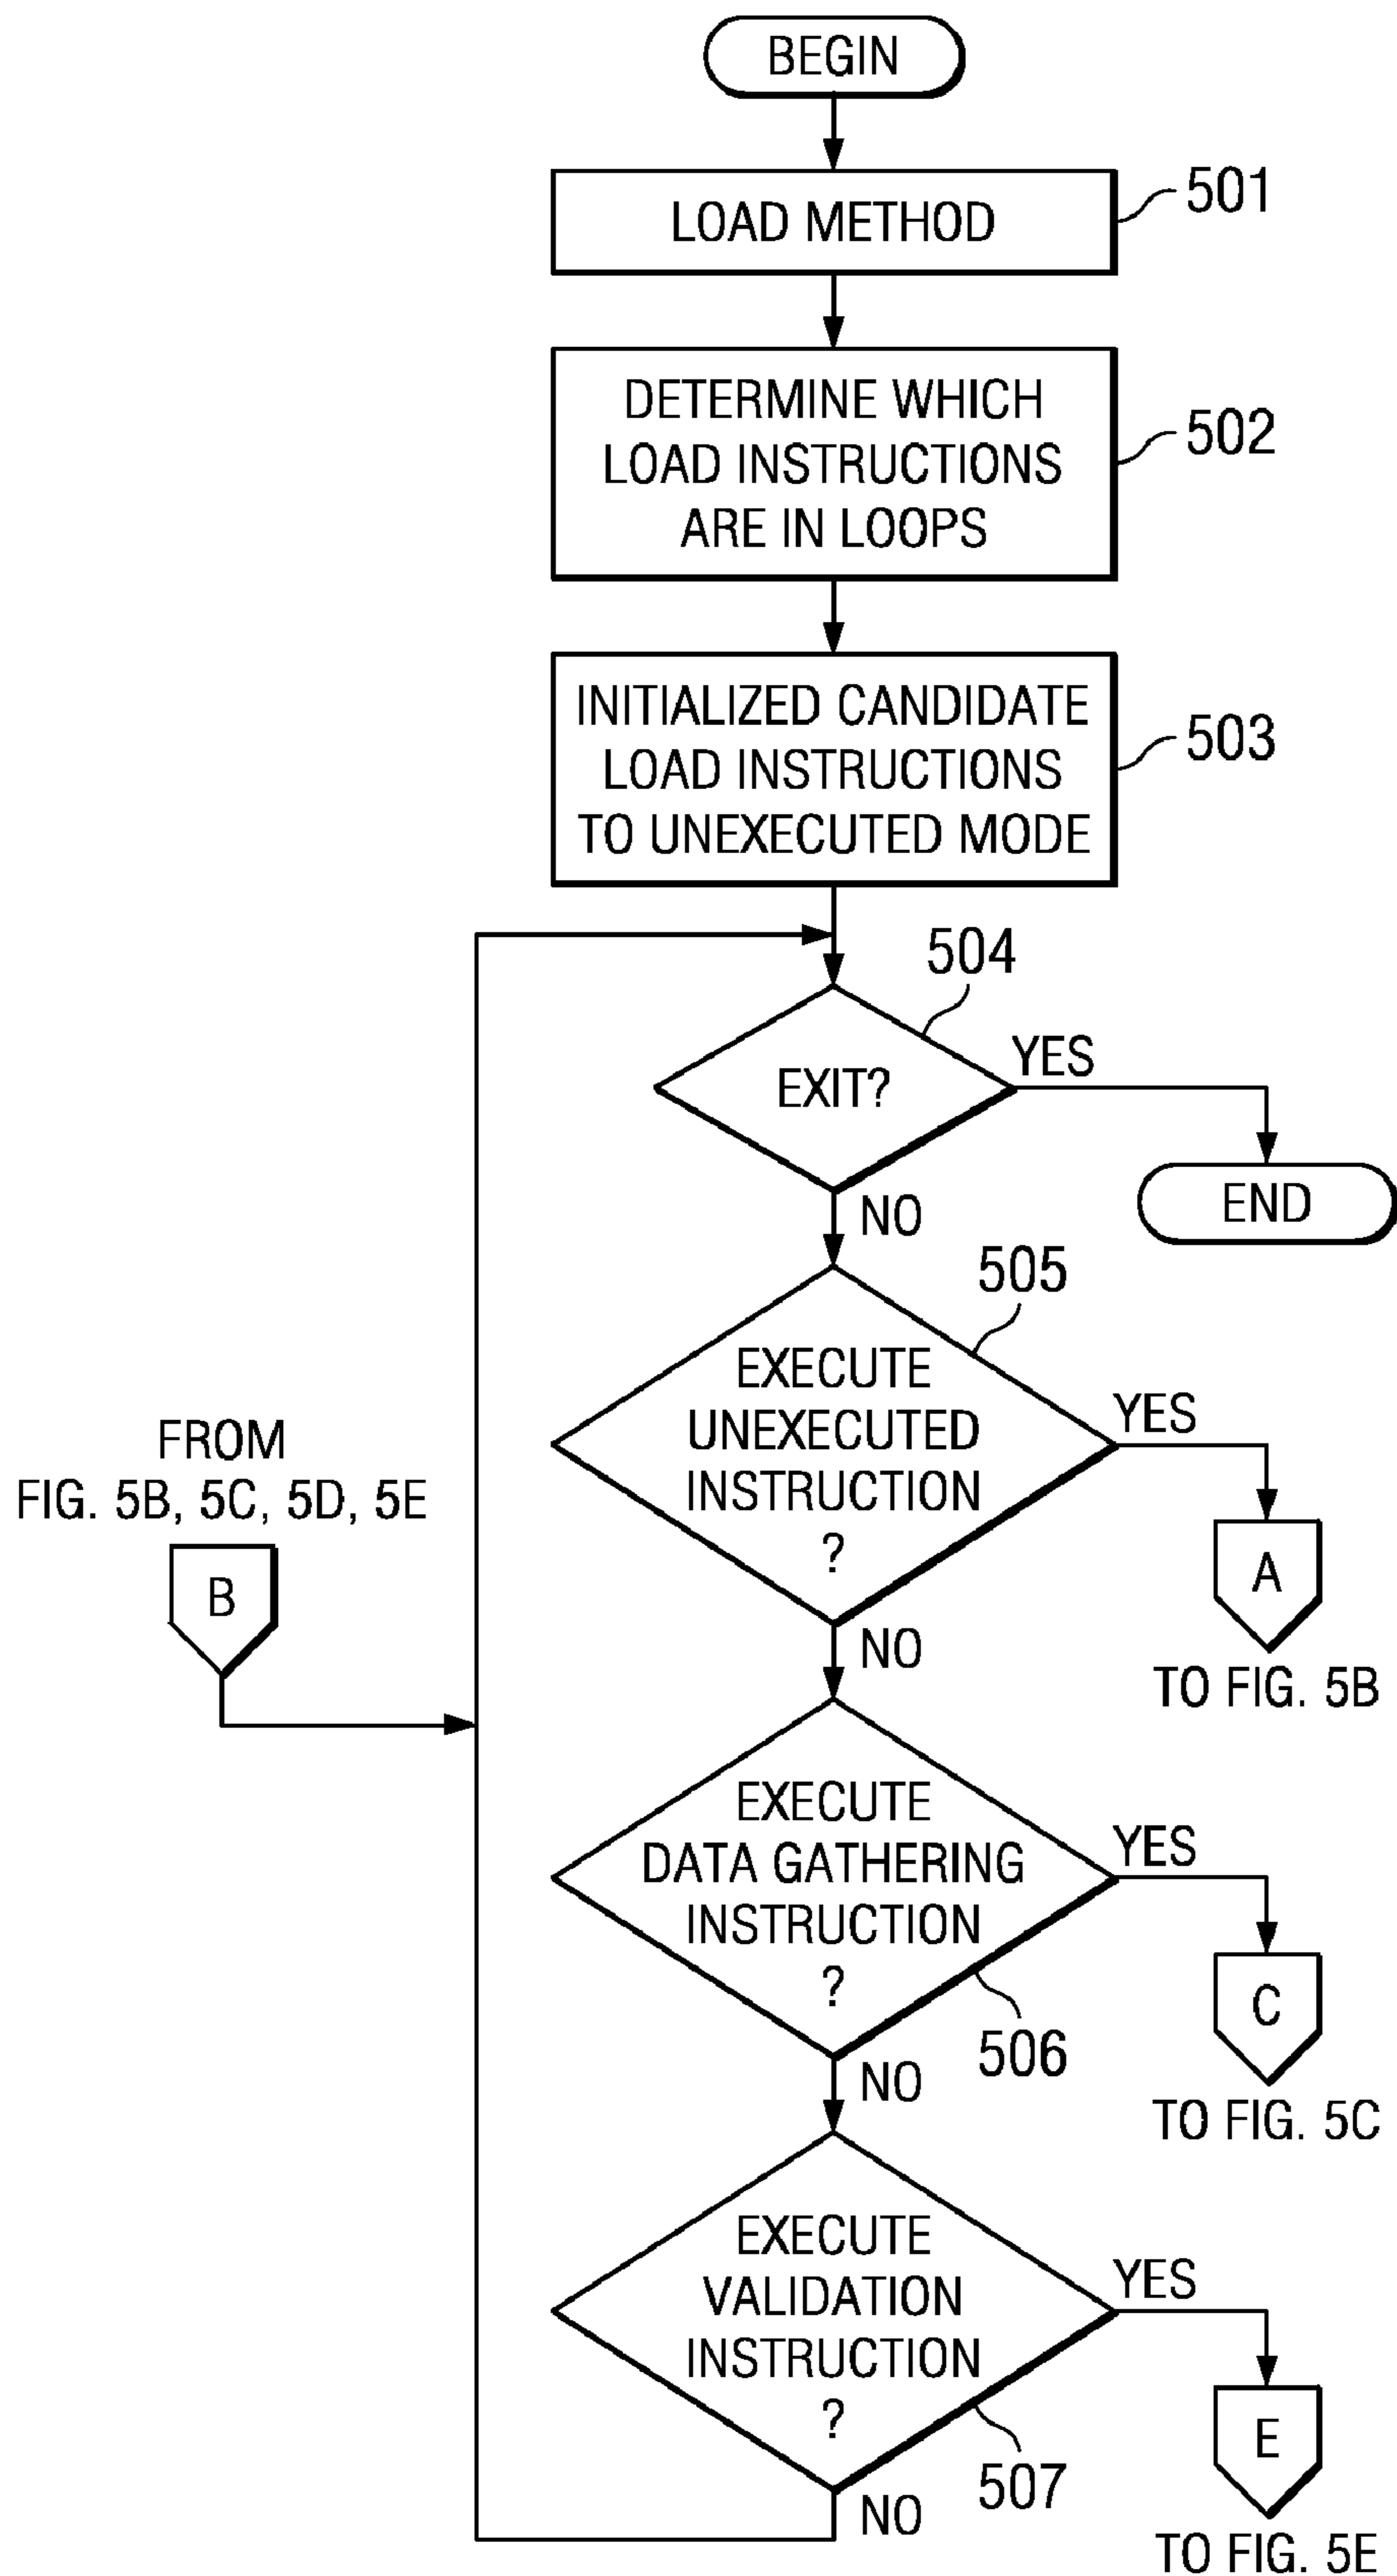 BEGIN
LOAD METHOD
501
DETERMINE WHICH
LOAD INSTRUCTIONS
ARE IN LOOPS
502
INITIALIZED CANDIDATE
LOAD INSTRUCTIONS
TO UNEXECUTED MODE
503
504
EXIT?
YES
END
NO
505
EXECUTE
UNEXECUTED
INSTRUCTION
?
YES
A
TO FIG. 5B
FROM
FIG. 5B, 5C, 5D, 5E
B
NO
EXECUTE
DATA GATHERING
INSTRUCTION
?
YES
506
C
TO FIG. 5C
NO
EXECUTE
VALIDATION
INSTRUCTION
?
YES
507
E
TO FIG. 5E
NO